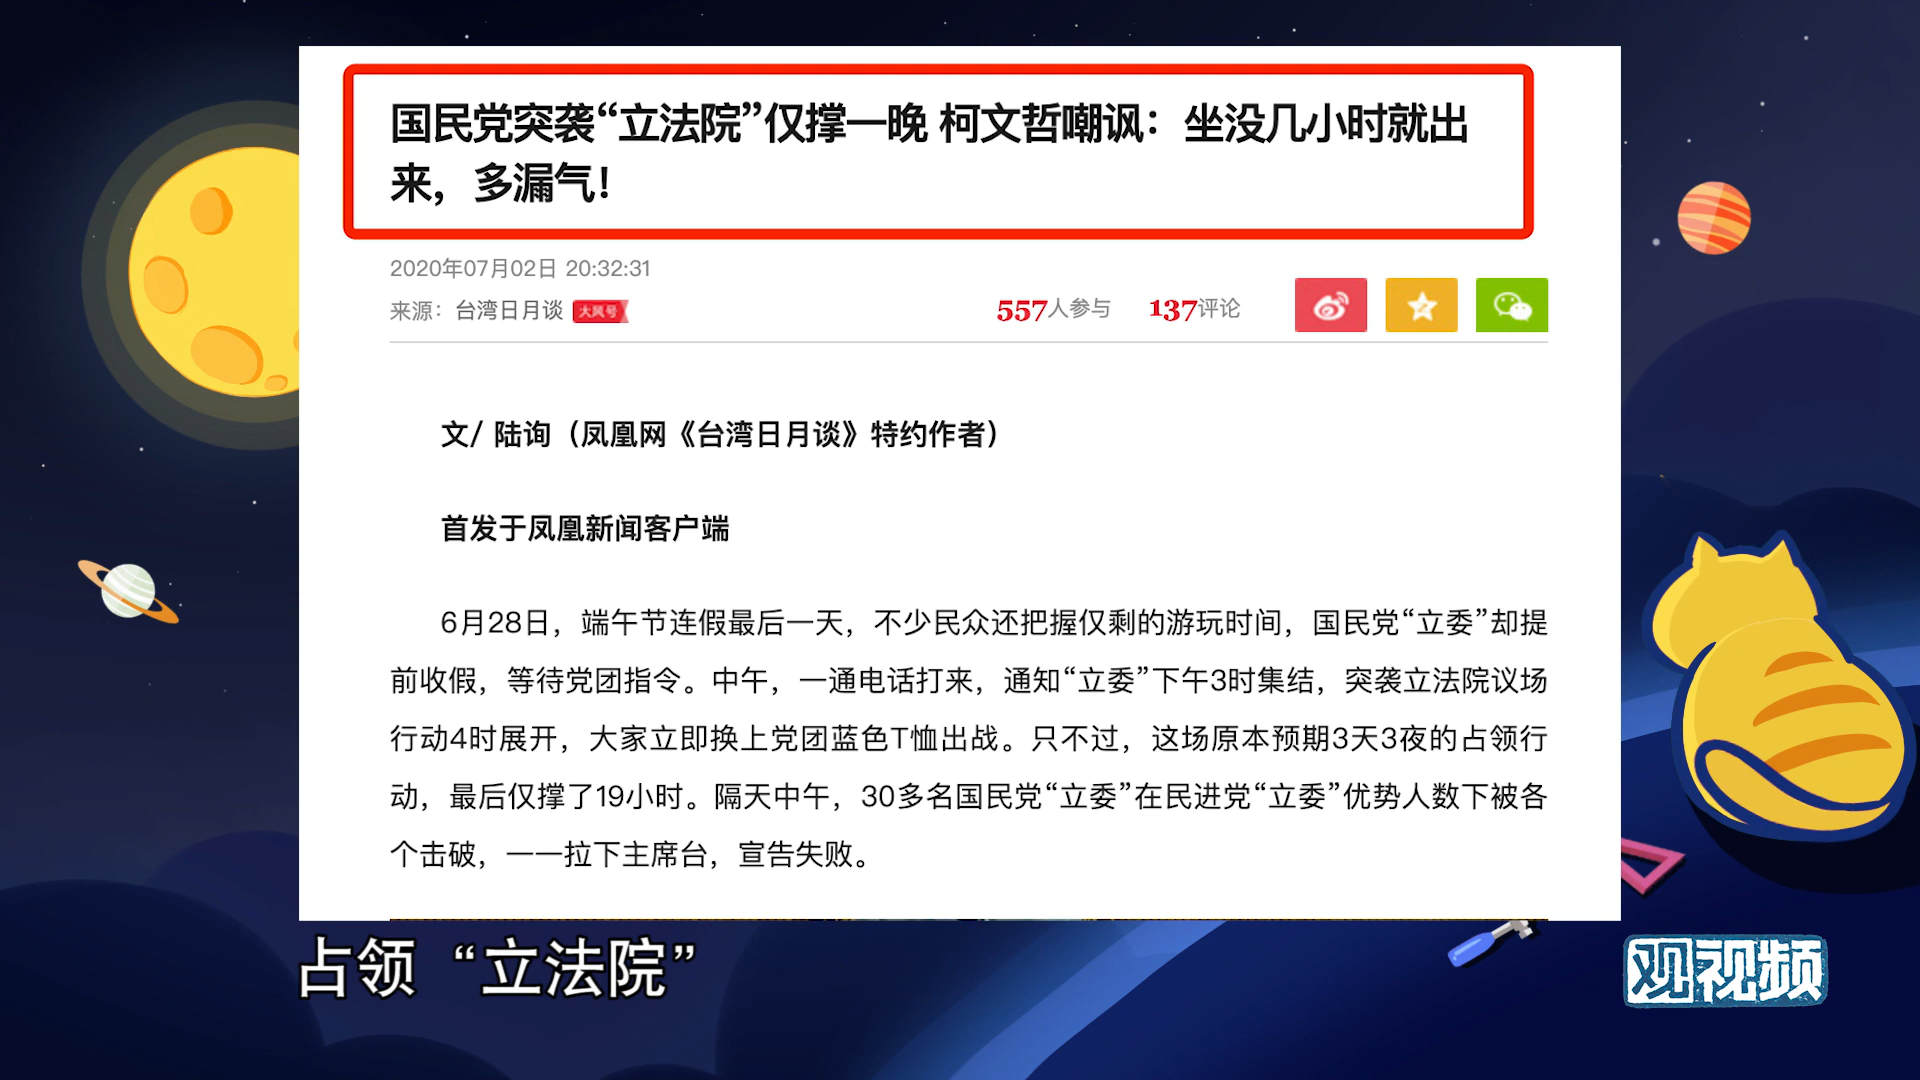 国民党突袭“立法院”仅撑一晚 柯文哲嘲讽：坐没几小时就出
来，多漏气！
2020年07月02日 20:32:31
来源：台湾日月谈 大风号
557人参与 137评论
文/ 陆询（凤凰网《台湾日月谈》特约作者）
首发于凤凰新闻客户端
6月28日，端午节连假最后一天，不少民众还把握仅剩的游玩时间，国民党“立委”却提
前收假，等待党团指令。中午，一通电话打来，通知“立委”下午3时集结，突袭立法院议场
行动4时展开，大家立即换上党团蓝色T恤出战。只不过，这场原本预期3天3夜的占领行
动，最后仅撑了19小时。隔天中午，30多名国民党“立委”在民进党“立委”优势人数下被各
个击破，一一拉下主席台，宣告失败。
占领“立法院”
观视频